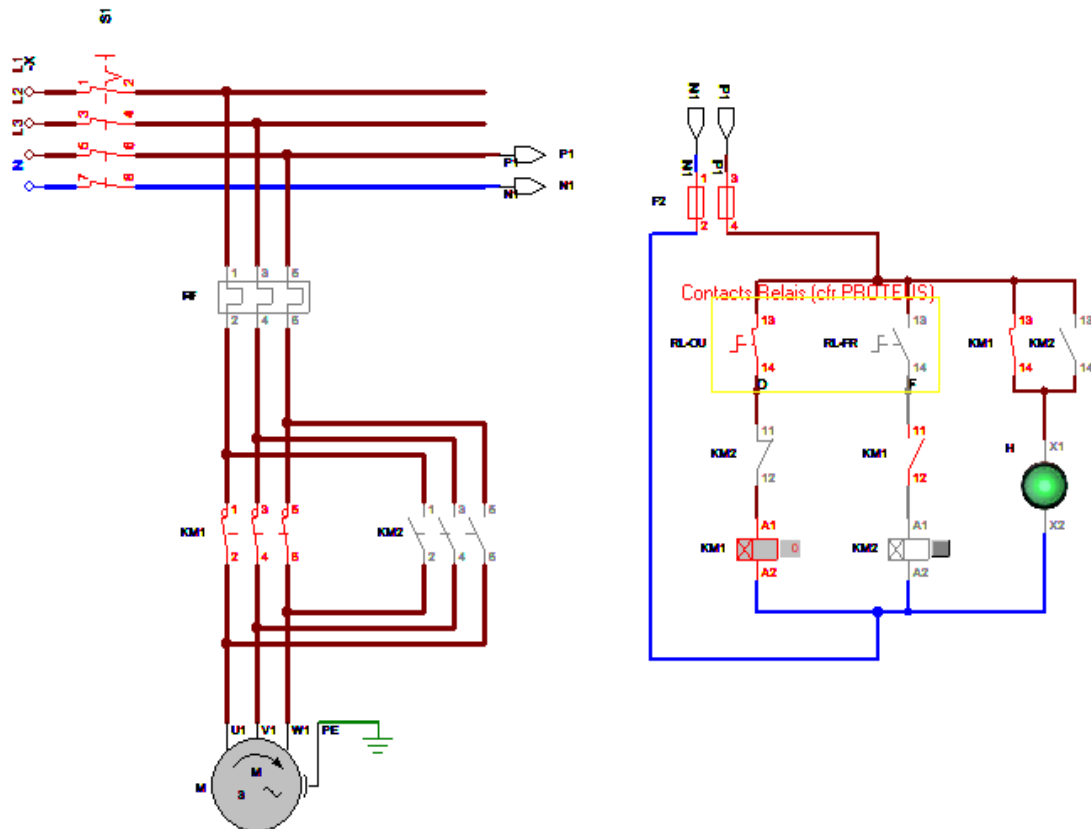 S1
L1
-X
L2
L3
N
1 2
3 4
5 6
7 8
P1 P1
N1 N1
RF
1 3 5
2 4 6
KM1
1 3 5
2 4 6
KM2
1 3 5
2 4 6
U1 V1 W1 PE
M
M
3
N1 P1
N1 P1
F2
1 3
2 4
Contacts Relais (cfr PROTEUS)
RL-OU
13
14
O
RL-FR
13
14
F
KM1
13
14
KM2
13
14
KM2
11
12
KM1
11
12
H
X1
X2
KM1
A1
0
A2
KM2
A1
A2